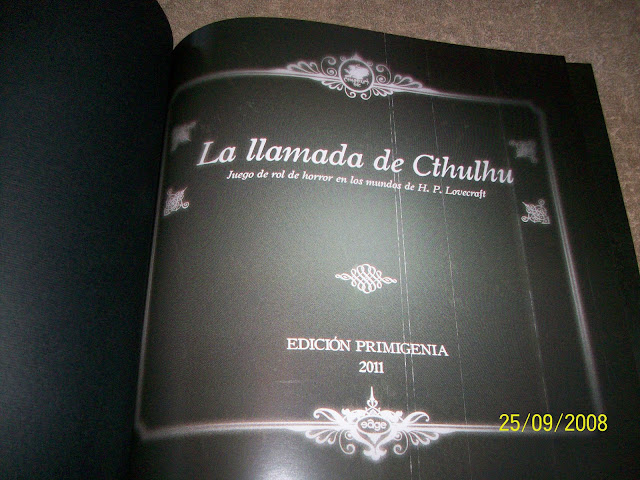 La llamada de Cthulhu
Juego de rol de horror en los mundos de H. P. Lovecraft
EDICIÓN PRIMIGENIA
2011
edge
25/09/2008